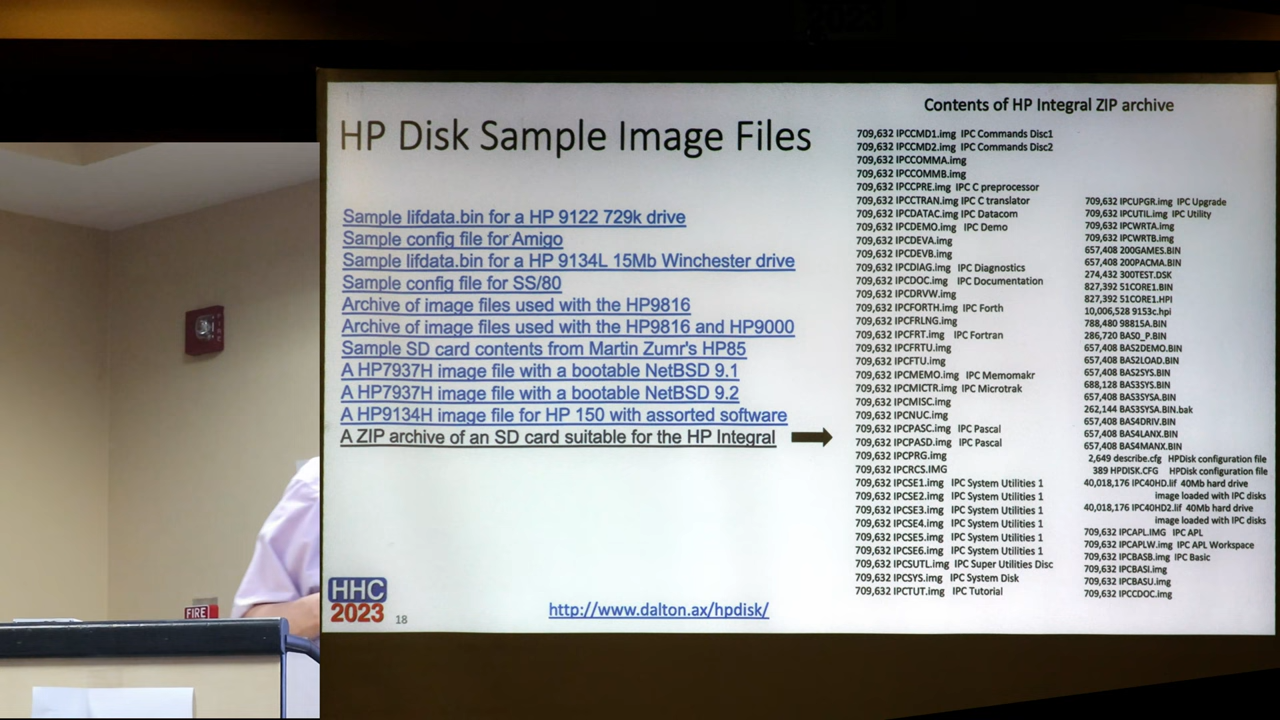 HP Disk Sample Image Files
Sample lifdata.bin for a HP 9122 729k drive
Sample config file for Amigo
Sample lifdata.bin for a HP 9134L 15Mb Winchester drive
Sample config file for SS/80
Archive of image files used with the HP9816
Archive of image files used with the HP9816 and HP9000
Sample SD card contents from Martin Zumr's HP85
A HP7937H image file with a bootable NetBSD 9.1
A HP7937H image file with a bootable NetBSD 9.2
A HP9134H image file for HP 150 with assorted software
A ZIP archive of an SD card suitable for the HP Integral
Contents of HP Integral ZIP archive
709,632 IPCCMD1.img IPC Commands Disc1
709,632 IPCCMD2.img IPC Commands Disc2
709,632 IPCCOMMA.img
709,632 IPCCOMMB.img
709,632 IPCCPRE.img IPC C preprocessor
709,632 IPCCTRAN.img IPC C translator
709,632 IPCDATAC.img IPC Datacom
709,632 IPCDEMO.img IPC Demo
709,632 IPCDEVA.img
709,632 IPCDEVB.img
709,632 IPCDIAG.img IPC Diagnostics
709,632 IPCDOC.img IPC Documentation
709,632 IPCDRVW.img
709,632 IPCFORTH.img IPC Forth
709,632 IPCFRLNG.img
709,632 IPCFRT.img IPC Fortran
709,632 IPCFRTU.img
709,632 IPCFTU.img
709,632 IPCMEMO.img IPC Memomakr
709,632 IPCMICTR.img IPC Microtrak
709,632 IPCMISC.img
709,632 IPCNUC.img
709,632 IPCPASC.img IPC Pascal
709,632 IPCPASD.img IPC Pascal
709,632 IPCPRG.img
709,632 IPCRCS.IMG
709,632 IPCSE1.img IPC System Utilities 1
709,632 IPCSE2.img IPC System Utilities 1
709,632 IPCSE3.img IPC System Utilities 1
709,632 IPCSE4.img IPC System Utilities 1
709,632 IPCSE5.img IPC System Utilities 1
709,632 IPCSE6.img IPC System Utilities 1
709,632 IPCSUTL.img IPC Super Utilities Disc
709,632 IPCSYS.img IPC System Disk
709,632 IPCTUT.img IPC Tutorial
709,632 IPCUPGR.img IPC Upgrade
709,632 IPCUTIL.img IPC Utility
709,632 IPCWRTA.img
709,632 IPCWRTB.img
657,408 200GAMES.BIN
657,408 200PACMA.BIN
274,432 300TEST.DSK
827,392 51CORE1.BIN
827,392 51CORE1.HPI
10,006,528 9153c.hpi
788,480 98815A.BIN
286,720 BAS0_P.BIN
657,408 BAS2DEMO.BIN
657,408 BAS2LOAD.BIN
657,408 BAS2SYS.BIN
688,128 BAS3SYS.BIN
657,408 BAS3SYSA.BIN
262,144 BAS3SYSA.BIN.bak
657,408 BAS4DRIV.BIN
657,408 BAS4LANX.BIN
657,408 BAS4MANX.BIN
2,649 describe.cfg HPDisk configuration file
389 HPDISK.CFG HPDisk configuration file
40,018,176 IPC40HD.lif 40Mb hard drive
image loaded with IPC disks
40,018,176 IPC40HD2.lif 40Mb hard drive
image loaded with IPC disks
709,632 IPCAPL.IMG IPC APL
709,632 IPCAPLW.img IPC APL Workspace
709,632 IPCBASB.img IPC Basic
709,632 IPCBASI.img
709,632 IPCBASU.img
709,632 IPCCDOC.img
HHC
2023
18
http://www.dalton.ax/hpdisk/
FIRE